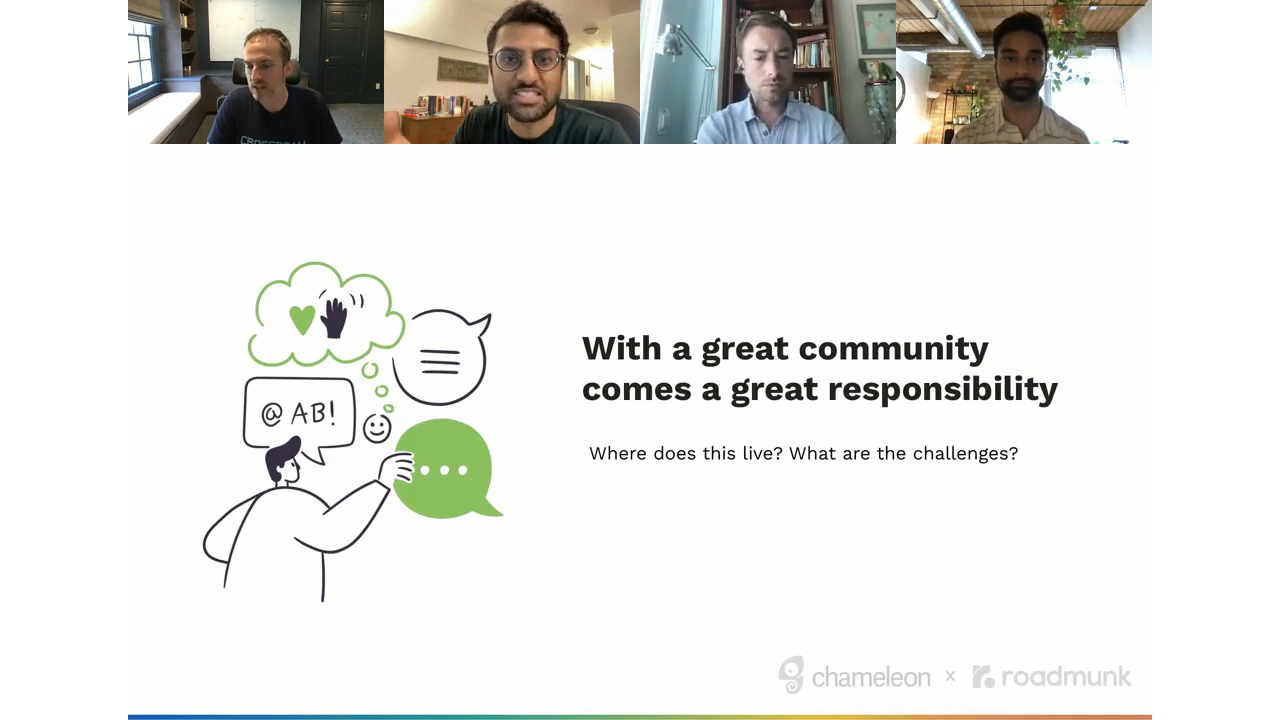 With a great community
comes a great responsibility
Where does this live? What are the challenges?
@ AB!
chameleon x roadmunk